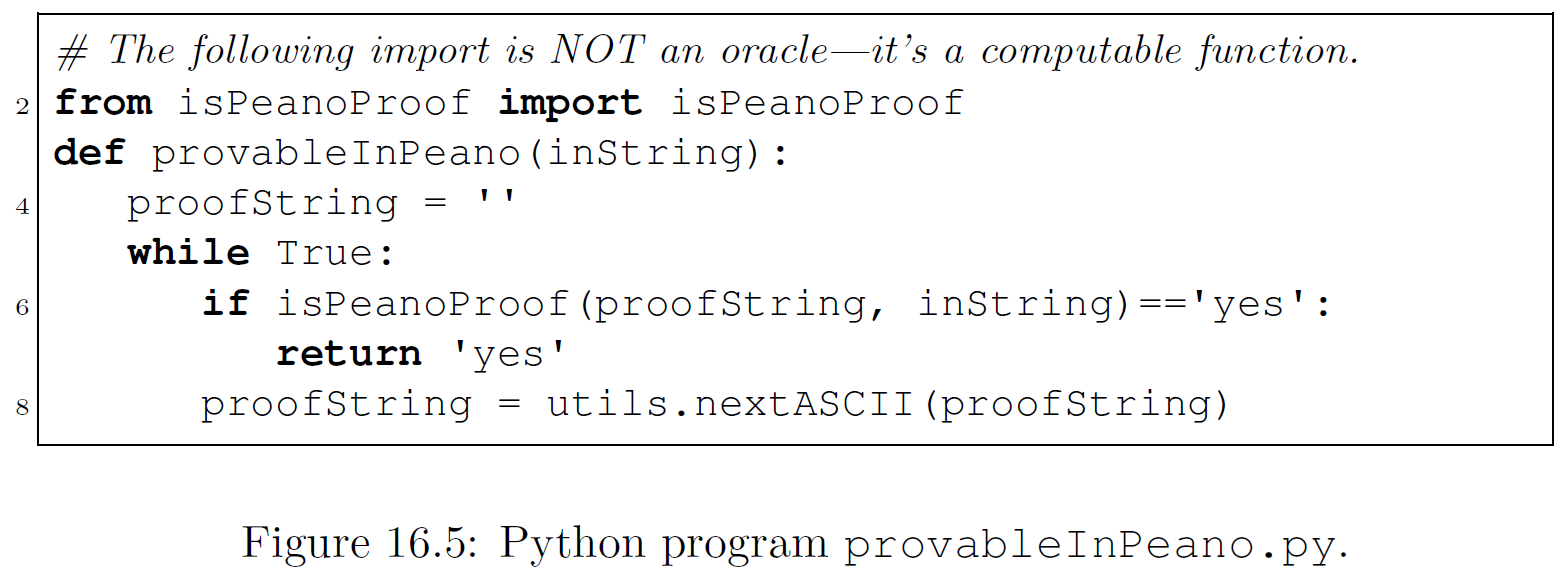 # The following import is NOT an oracle—it's a computable function.
2 from isPeanoProof import isPeanoProof
def provableInPeano(inString):
4    proofString = ''
   while True:
6       if isPeanoProof(proofString, inString)=='yes':
         return 'yes'
8       proofString = utils.nextASCII(proofString)
Figure 16.5: Python program provableInPeano.py.